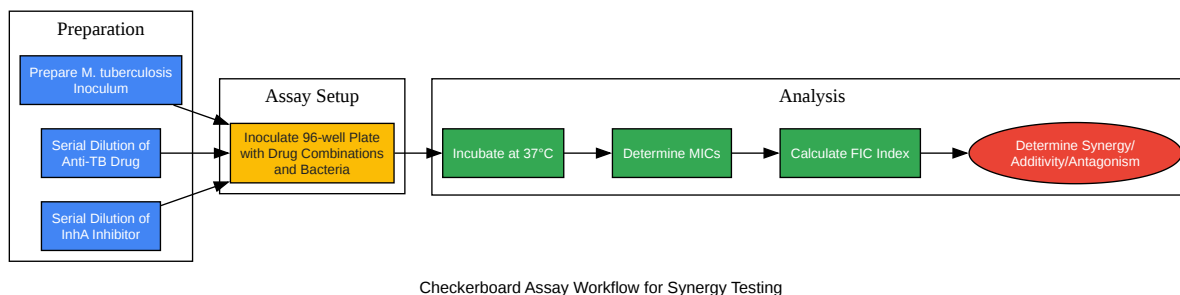 Preparation
Prepare M. tuberculosis
Inoculum
Serial Dilution of
Anti-TB Drug
Serial Dilution of
InhA Inhibitor
Assay Setup
Inoculate 96-well Plate
with Drug Combinations
and Bacteria
Analysis
Incubate at 37°C
Determine MICs
Calculate FIC Index
Determine Synergy/
Additivity/Antagonism
Checkerboard Assay Workflow for Synergy Testing